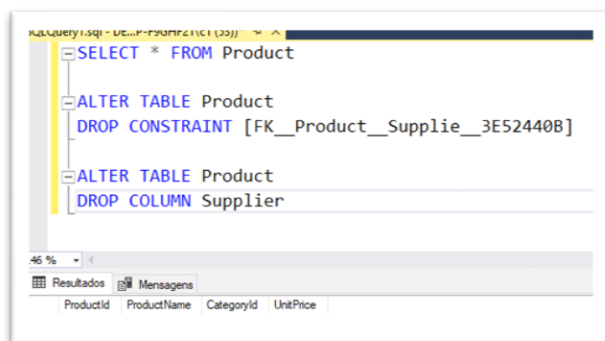 SELECT * FROM Product
ALTER TABLE Product
DROP CONSTRAINT [FK__Product__Supplie__3E52440B]
ALTER TABLE Product
DROP COLUMN Supplier
46 %
Resultados Mensagens
ProductId ProductName CategoryId UnitPrice